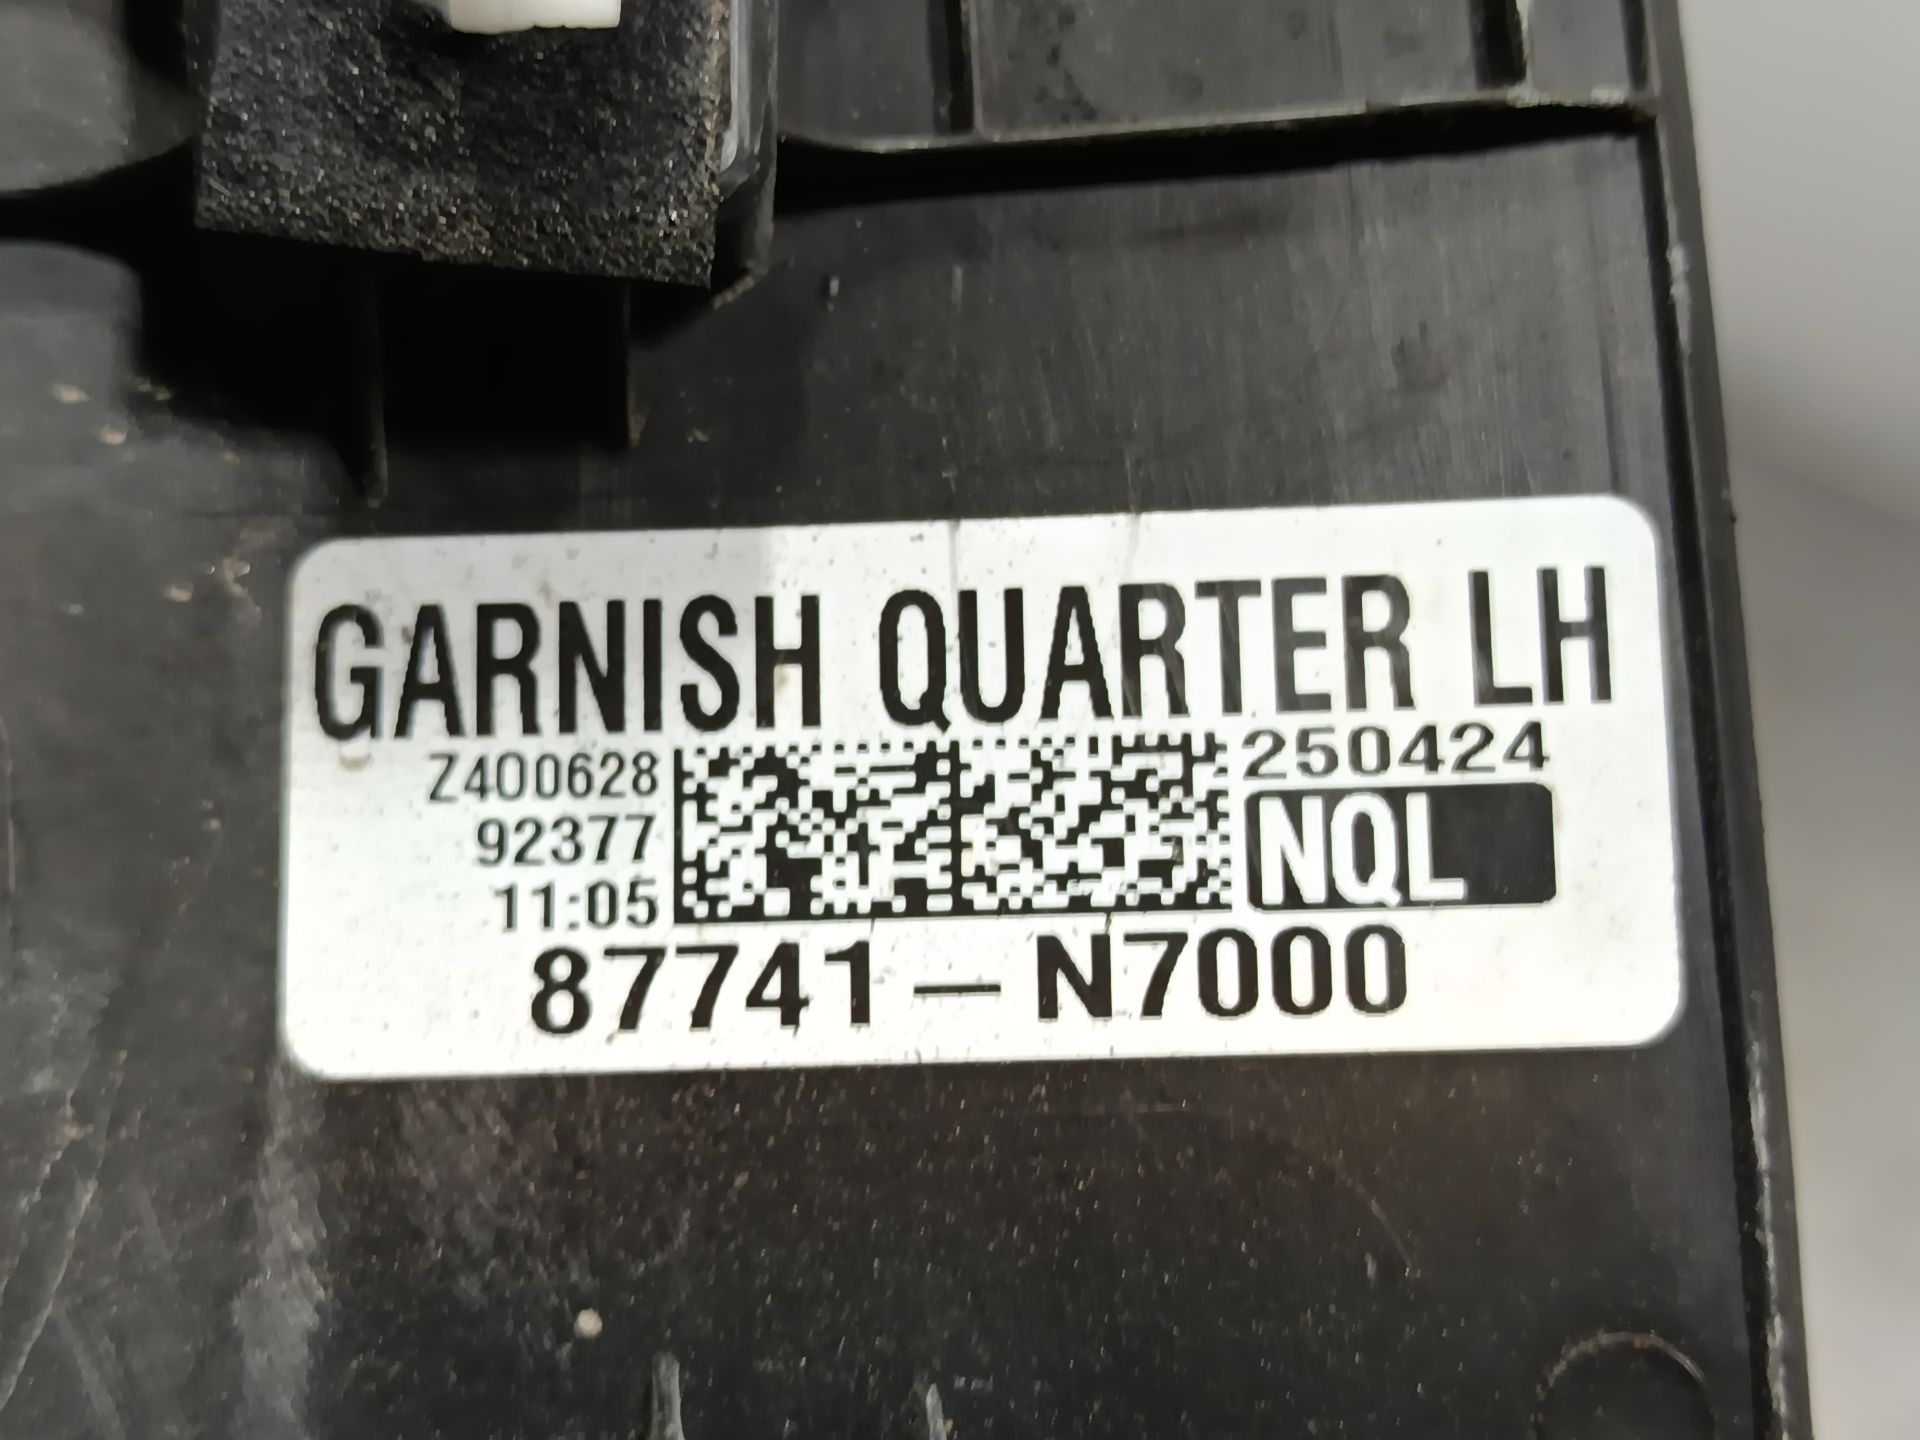 GARNISH QUARTER LH
Z400628
92377
11:05
250424
NQL
87741-N7000